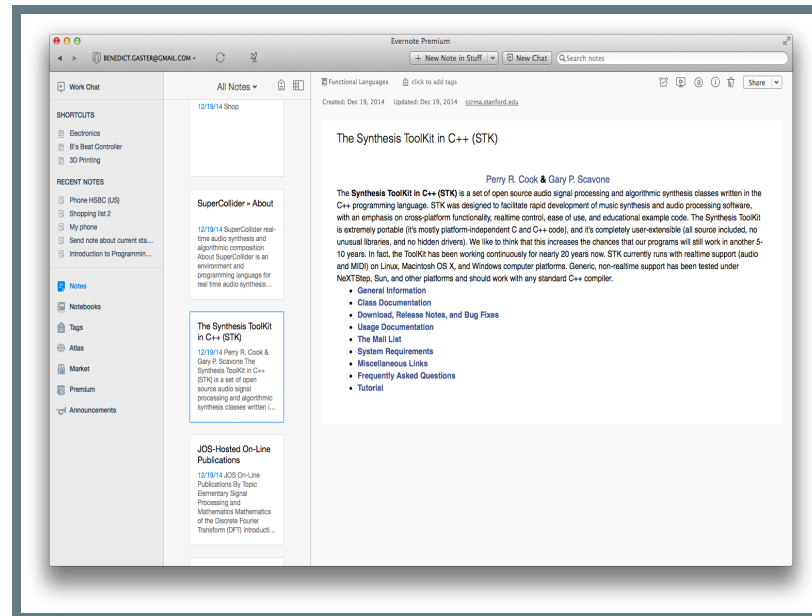 Evernote Premium
BENEDICT.GASTER@GMAIL.COM
+ New Note in Stuff
New Chat
Search notes
Work Chat
SHORTCUTS
Electronics
B's Beat Controller
3D Printing
RECENT NOTES
Phone HSBC (US)
Shopping list 2
My phone
Send note about current sta...
Introduction to Programmin...
Notes
Notebooks
Tags
Atlas
Market
Premium
Announcements
All Notes
12/19/14 Shop
SuperCollider » About
12/19/14 SuperCollider real-
time audio synthesis and
algorithmic composition
About SuperCollider is an
environment and
programming language for
real time audio synthesis...
The Synthesis ToolKit
in C++ (STK)
12/19/14 Perry R. Cook &
Gary P. Scavone The
Synthesis ToolKit in C++
(STK) is a set of open
source audio signal
processing and algorithmic
synthesis classes written i...
JOS-Hosted On-Line
Publications
12/19/14 JOS On-Line
Publications By Topic
Elementary Signal
Processing and
Mathematics Mathematics
of the Discrete Fourier
Transform (DFT) Introducti...
Functional Languages
click to add tags
Share
Created: Dec 19, 2014 Updated: Dec 19, 2014 ccrma.stanford.edu
The Synthesis ToolKit in C++ (STK)
Perry R. Cook & Gary P. Scavone
The Synthesis ToolKit in C++ (STK) is a set of open source audio signal processing and algorithmic synthesis classes written in the
C++ programming language. STK was designed to facilitate rapid development of music synthesis and audio processing software,
with an emphasis on cross-platform functionality, realtime control, ease of use, and educational example code. The Synthesis ToolKit
is extremely portable (it's mostly platform-independent C and C++ code), and it's completely user-extensible (all source included, no
unusual libraries, and no hidden drivers). We like to think that this increases the chances that our programs will still work in another 5-
10 years. In fact, the ToolKit has been working continuously for nearly 20 years now. STK currently runs with realtime support (audio
and MIDI) on Linux, Macintosh OS X, and Windows computer platforms. Generic, non-realtime support has been tested under
NeXTStep, Sun, and other platforms and should work with any standard C++ compiler.
• General Information
• Class Documentation
• Download, Release Notes, and Bug Fixes
• Usage Documentation
• The Mail List
• System Requirements
• Miscellaneous Links
• Frequently Asked Questions
• Tutorial